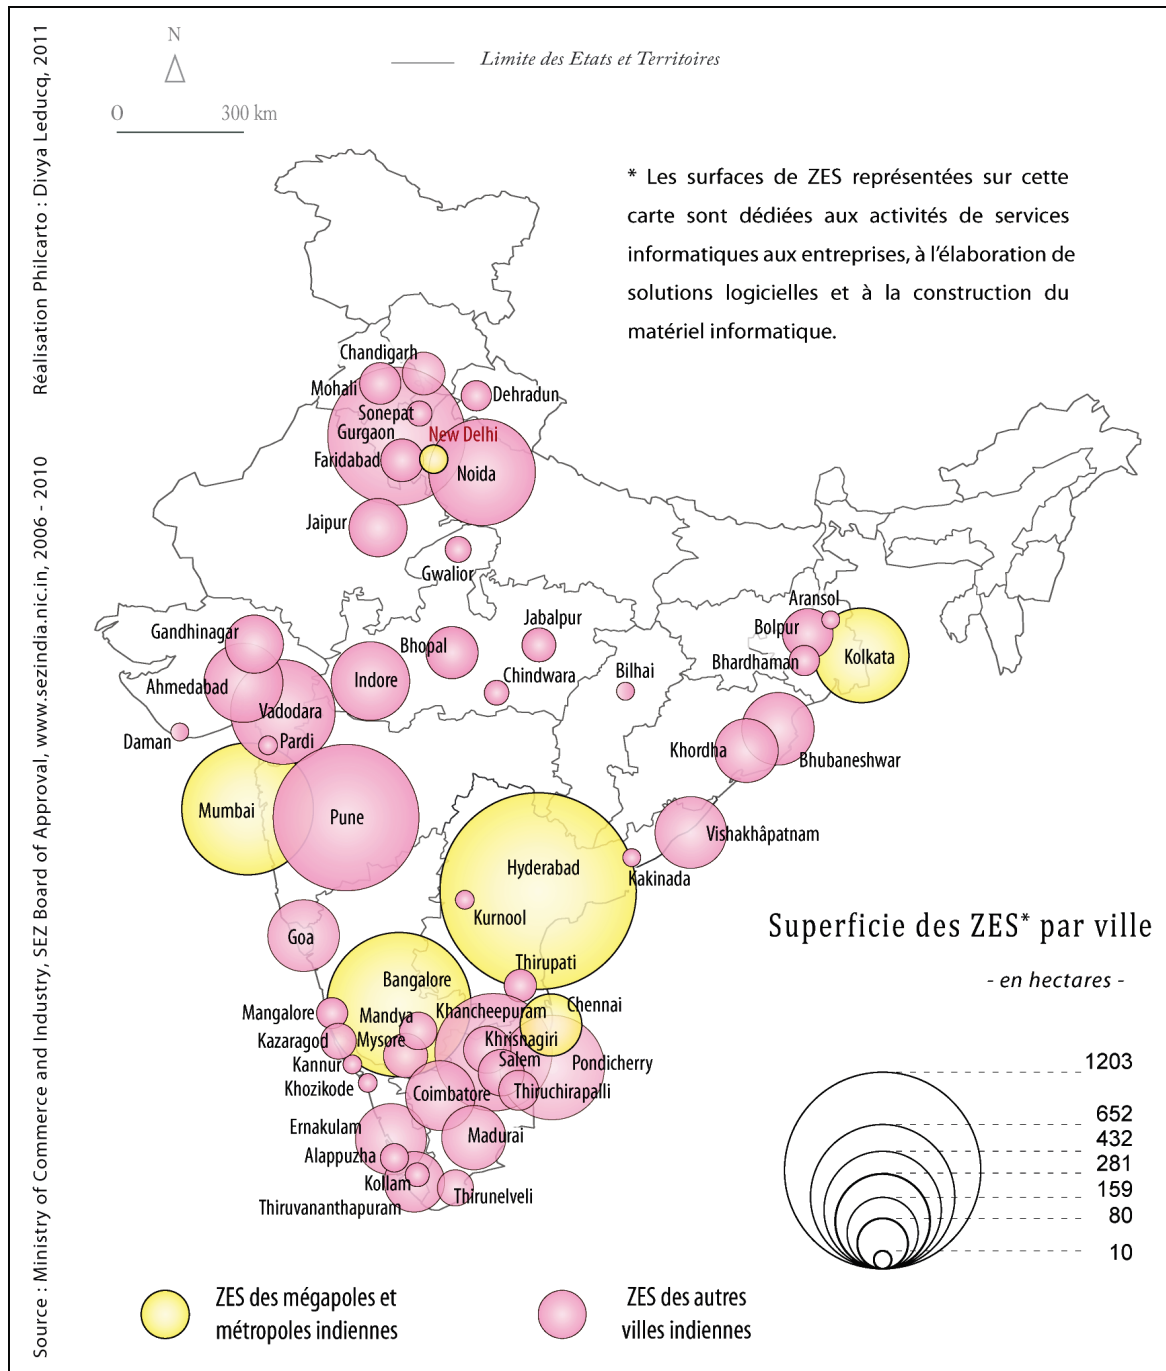 Réalisation Philcarto : Divya Leducq, 2011
Source : Ministry of Commerce and Industry, SEZ Board of Approval, www.sezindia.nic.in, 2006 - 2010
N
0 300 km
Limite des Etats et Territoires
* Les surfaces de ZES représentées sur cette
carte sont dédiées aux activités de services
informatiques aux entreprises, à l'élaboration de
solutions logicielles et à la construction du
matériel informatique.
Chandigarh
Mohali
Dehradun
Sonepat
Gurgaon
New Delhi
Faridabad
Noida
Jaipur
Gwalior
Aransol
Gandhinagar
Jabalpur
Bolpur
Bhopal
Kolkata
Bhardhaman
Bilhai
Chindwara
Indore
Ahmedabad
Vadodara
Daman
Pardi
Khordha
Bhubaneshwar
Mumbai
Pune
Vishakhâpatnam
Hyderabad
Kakinada
Kurnool
Goa
Thirupati
Bangalore
Chennai
Mangalore
Mandya
Khancheepuram
Kazaragod
Mysore
Khrisnagiri
Salem
Kannur
Pondicherry
Khozikode
Coimbatore
Thiruchirapalli
Ernakulam
Madurai
Alappuzha
Kollam
Thirunelveli
Thiruvananthapuram
Superficie des ZES* par ville
- en hectares -
1203
652
432
281
159
80
10
ZES des mégapoles et
métropoles indiennes
ZES des autres
villes indiennes